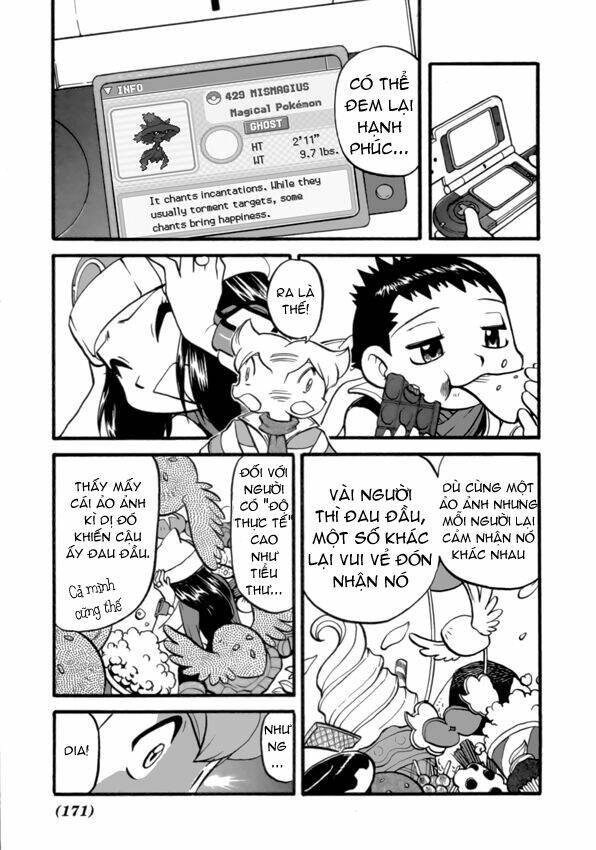 CÓ THỂ
ĐEM LẠI
HẠNH
PHÚC...
INFO
429 MISMAGIUS
Magical Pokémon
GHOST
HT 2'11"
WT 9.7 lbs.
It chants incantations. While they
usually torment targets, some
chants bring happiness.
RA LÀ
THẾ!
DÙ CÙNG MỘT
ẢO ẢNH NHƯNG
MỖI NGƯỜI LẠI
CẢM NHẬN NÓ
KHÁC NHAU
VÀI NGƯỜI
THÌ ĐAU ĐẦU,
MỘT SỐ KHÁC
LẠI VUI VẺ ĐÓN
NHẬN NÓ
ĐỐI VỚI
NGƯỜI
CÓ "ĐỘ
THỰC TẾ"
CAO
NHƯ
TIỂU
THƯ...
THẤY MẤY
CÁI ẢO ẢNH
KÌ DỊ ĐÓ
KHIẾN CẬU
ẤY ĐAU ĐẦU.
Cả mình
cũng thế
NHƯ
NG
...
DIA!
(171)